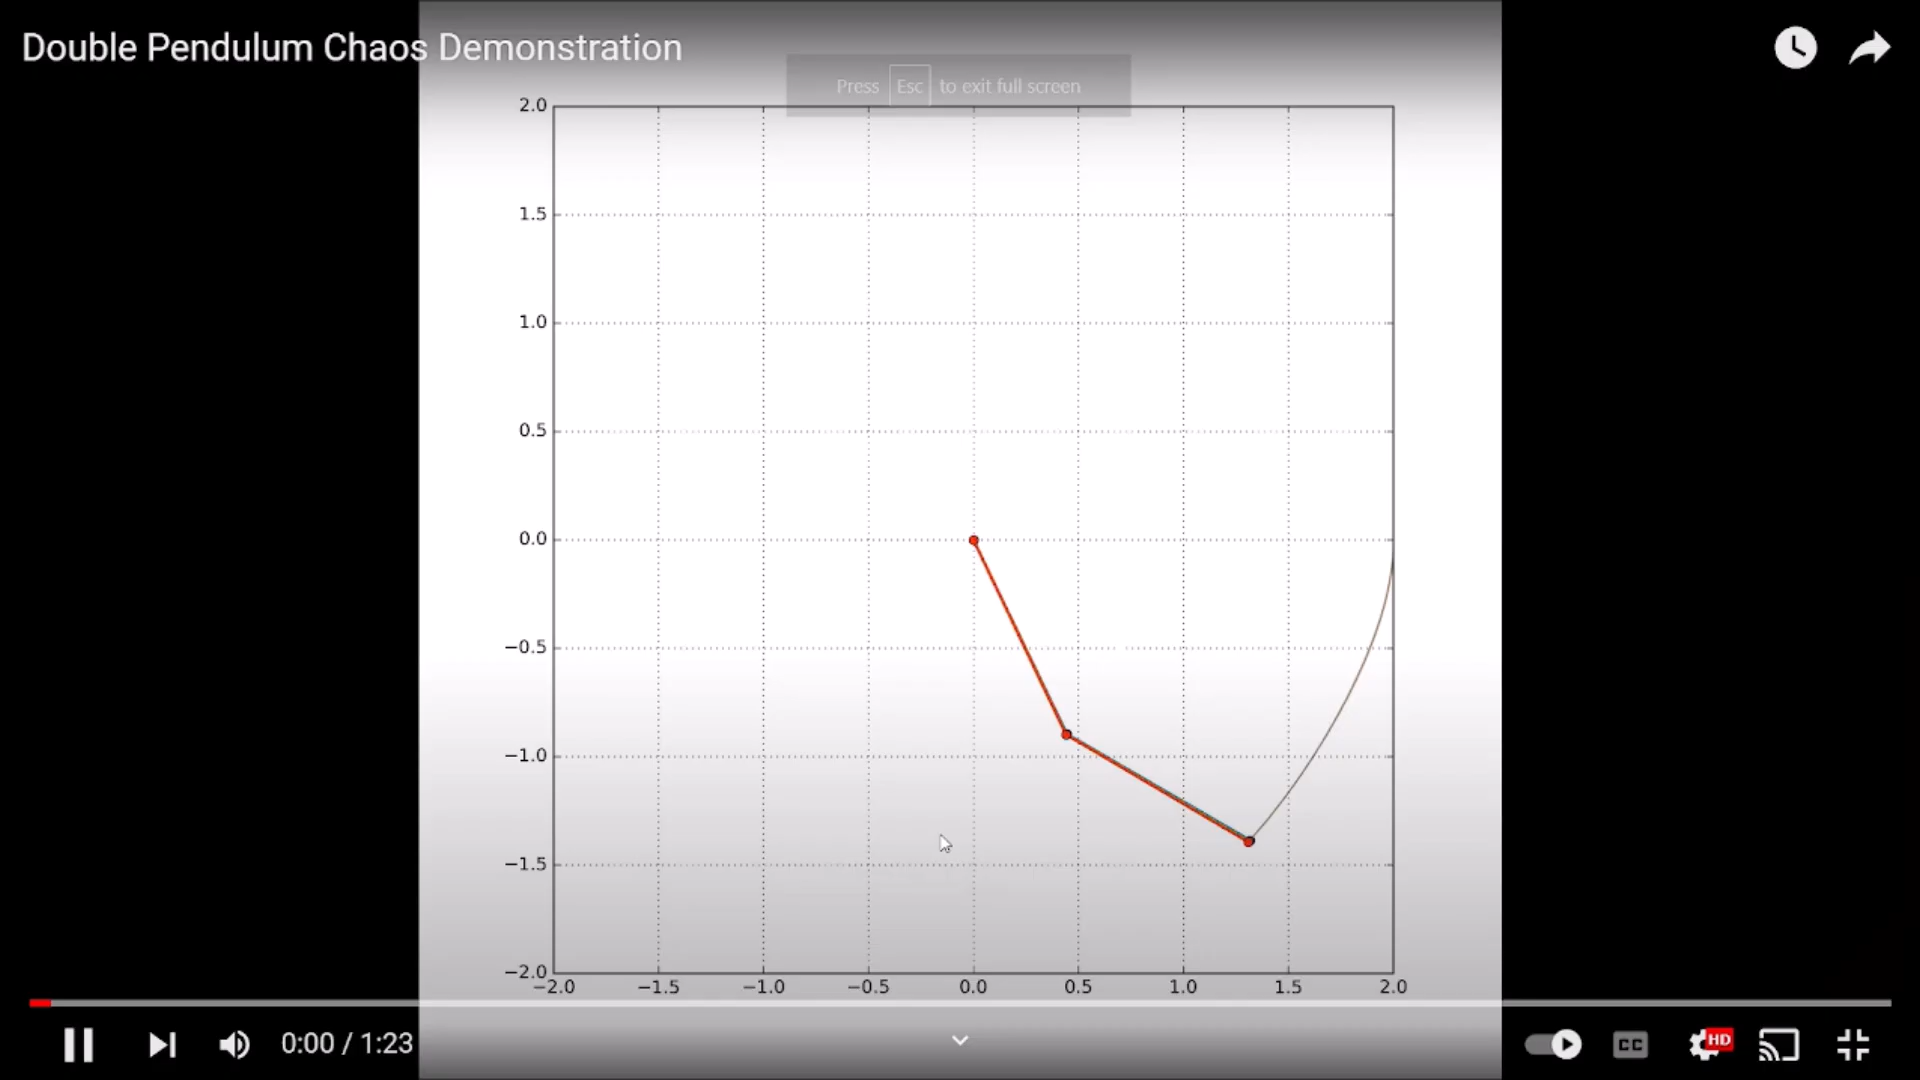 Double Pendulum Chaos Demonstration
Press Esc to exit full screen
2.0
1.5
1.0
0.5
0.0
−0.5
−1.0
−1.5
−2.0
−2.0 −1.5 −1.0 −0.5 0.0 0.5 1.0 1.5 2.0
0:00 / 1:23
CC
HD